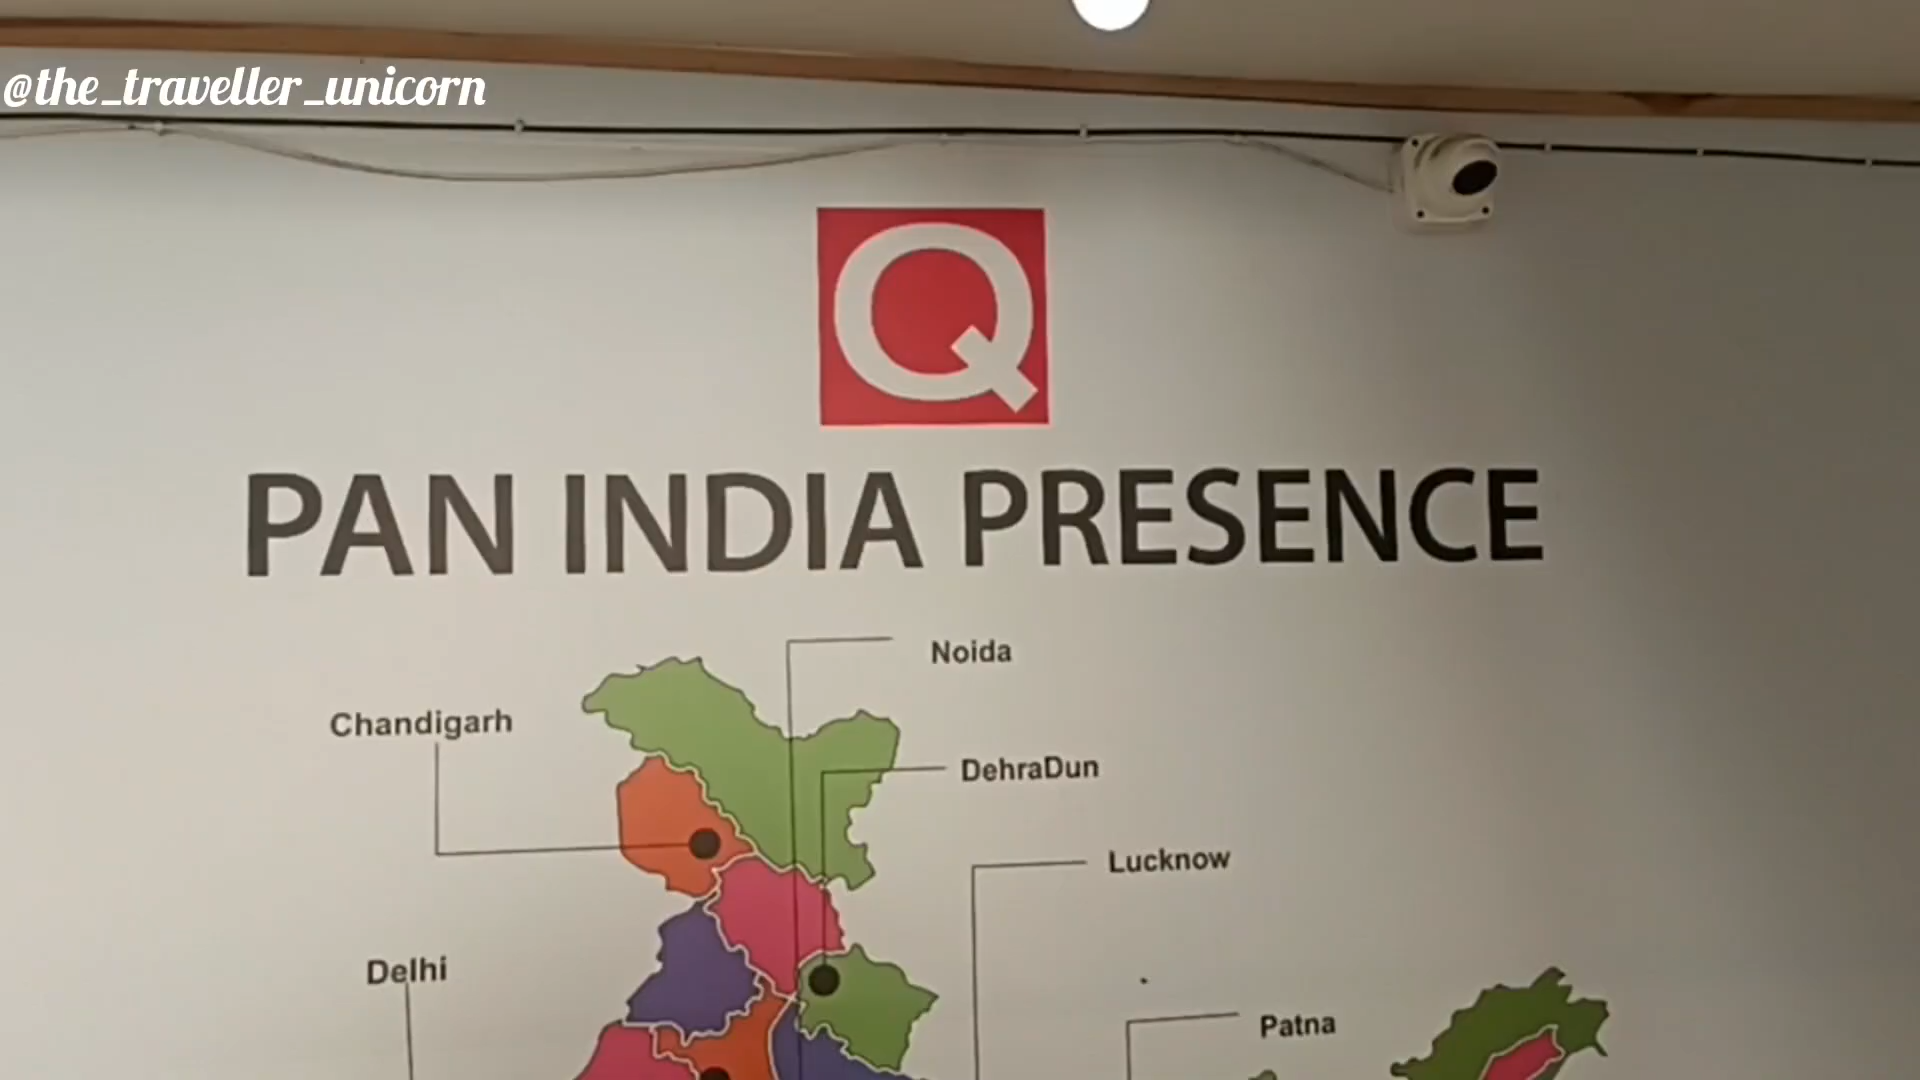 @the_traveller_unicorn
Q
PAN INDIA PRESENCE
Noida
Chandigarh
DehraDun
Lucknow
Delhi
Patna